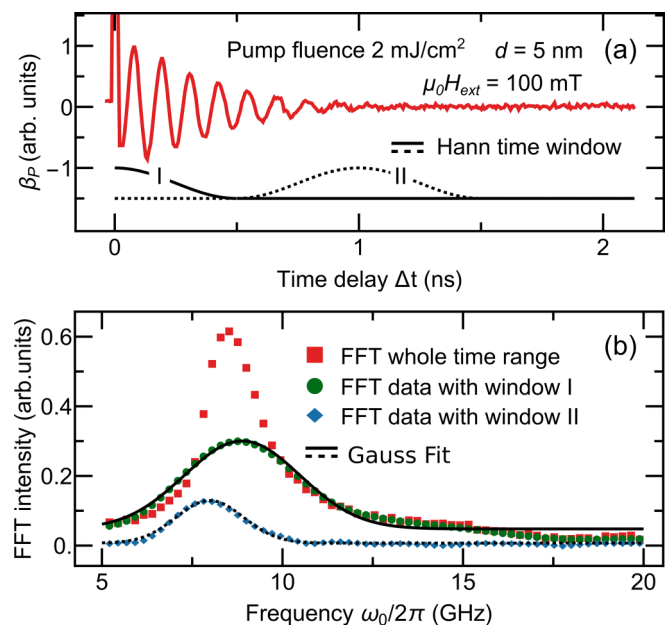 Pump fluence 2 mJ/cm² d = 5 nm (a)
μ₀Hₑₓₜ = 100 mT
1
0
−1
βₚ (arb. units)
Hann time window
I II
0 1 2
Time delay Δt (ns)
(b)
0.6
0.3
0.0
FFT intensity (arb.units)
FFT whole time range
FFT data with window I
FFT data with window II
Gauss Fit
5 10 15 20
Frequency ω₀/2π (GHz)